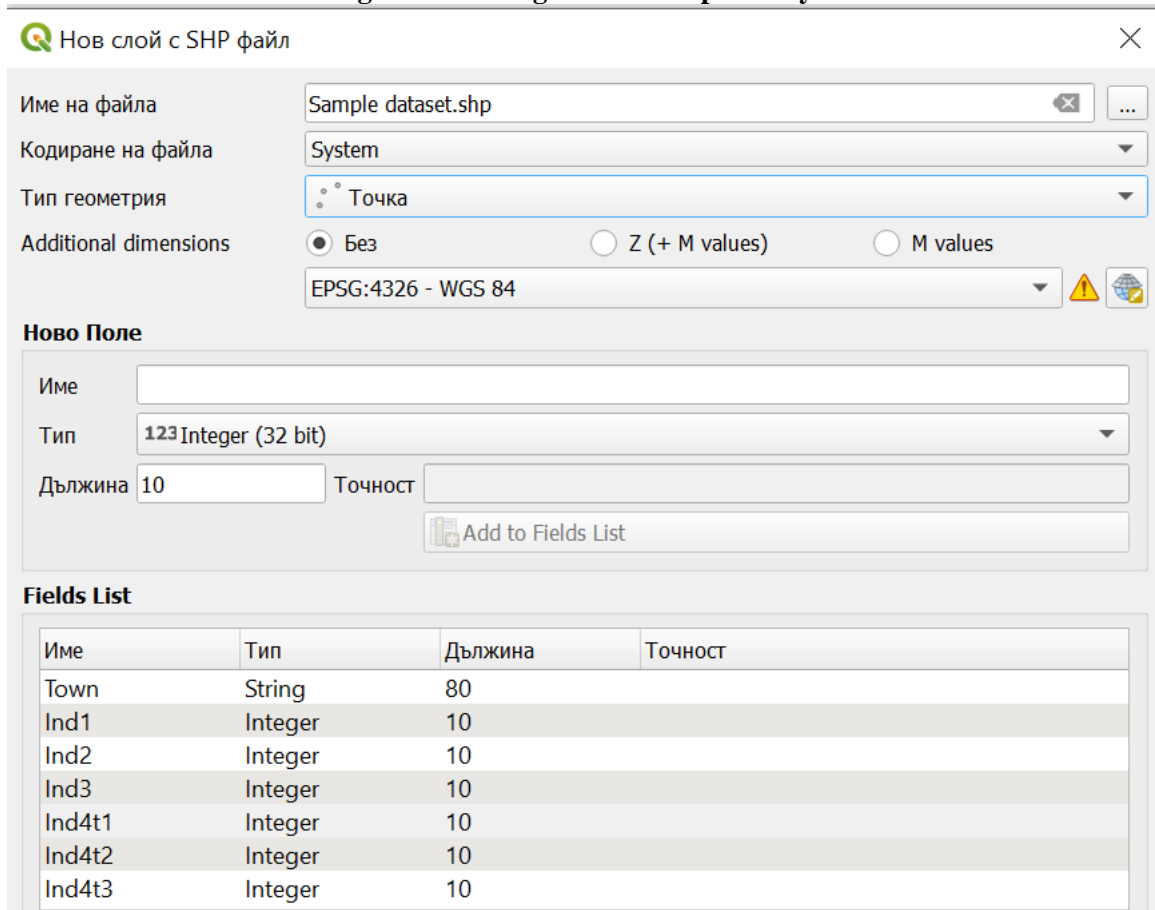 Нов слой с SHP файл
Име на файла Sample dataset.shp ...
Кодиране на файла System
Тип геометрия Точка
Additional dimensions Без Z (+ M values) M values
EPSG:4326 - WGS 84
Ново Поле
Име
Тип 123 Integer (32 bit)
Дължина 10 Точност
Add to Fields List
Fields List
Име Тип Дължина Точност
Town String 80
Ind1 Integer 10
Ind2 Integer 10
Ind3 Integer 10
Ind4t1 Integer 10
Ind4t2 Integer 10
Ind4t3 Integer 10